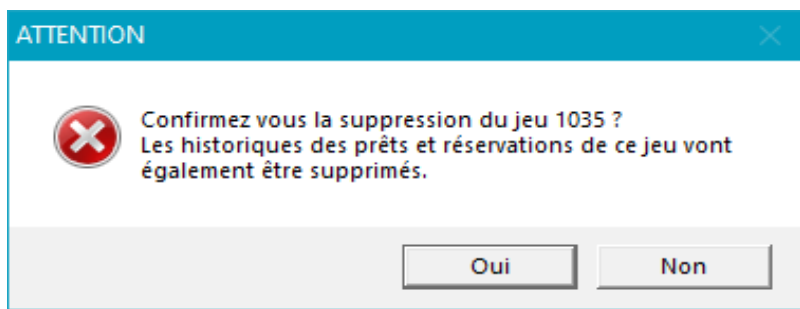 ATTENTION
Confirmez vous la suppression du jeu 1035 ?
Les historiques des prêts et réservations de ce jeu vont
également être supprimés.
Oui
Non